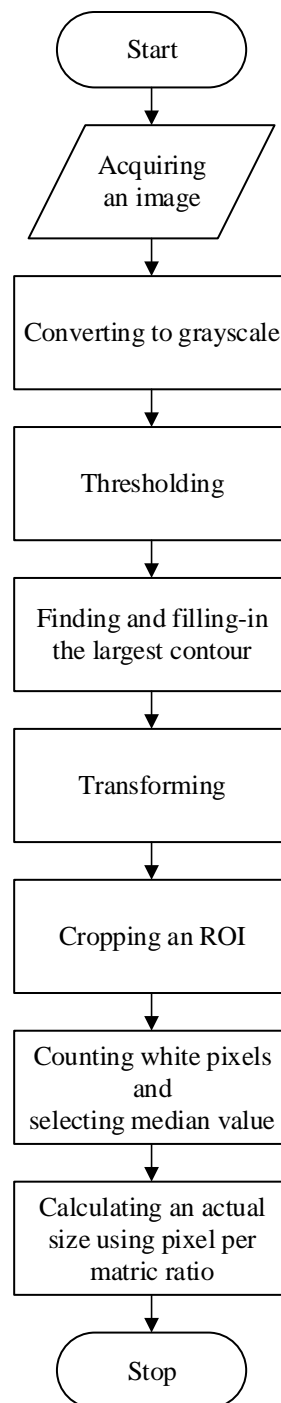 Start
Acquiring
an image
Converting to grayscale
Thresholding
Finding and filling-in
the largest contour
Transforming
Cropping an ROI
Counting white pixels
and
selecting median value
Calculating an actual
size using pixel per
matric ratio
Stop